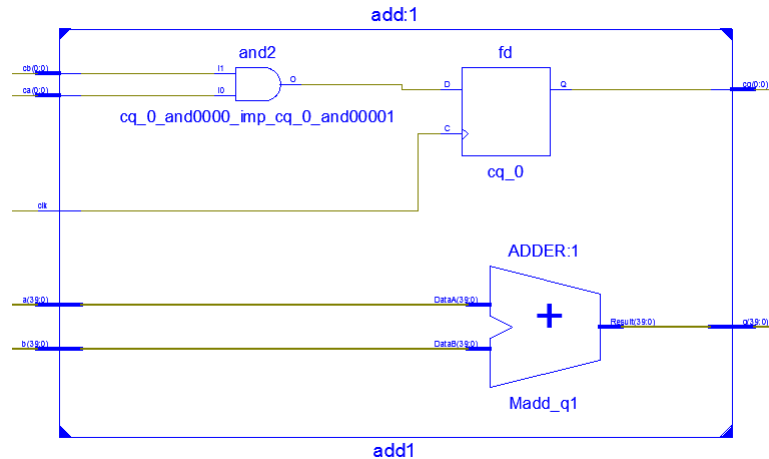 add:1
and2
fd
cb(0:0)
I1
O
D
Q
cq(0:0)
ca(0:0)
I0
cq_0_and0000_imp_cq_0_and00001
C
cq_0
clk
ADDER:1
a(39:0)
DataA(39:0)
Result(39:0)
q(39:0)
b(39:0)
DataB(39:0)
Madd_q1
add1